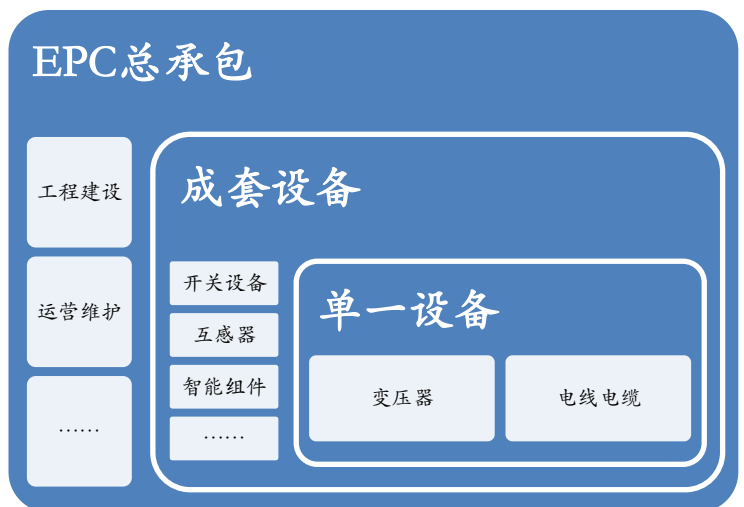 EPC总承包
工程建设
运营维护
……
成套设备
开关设备
互感器
智能组件
……
单一设备
变压器
电线电缆